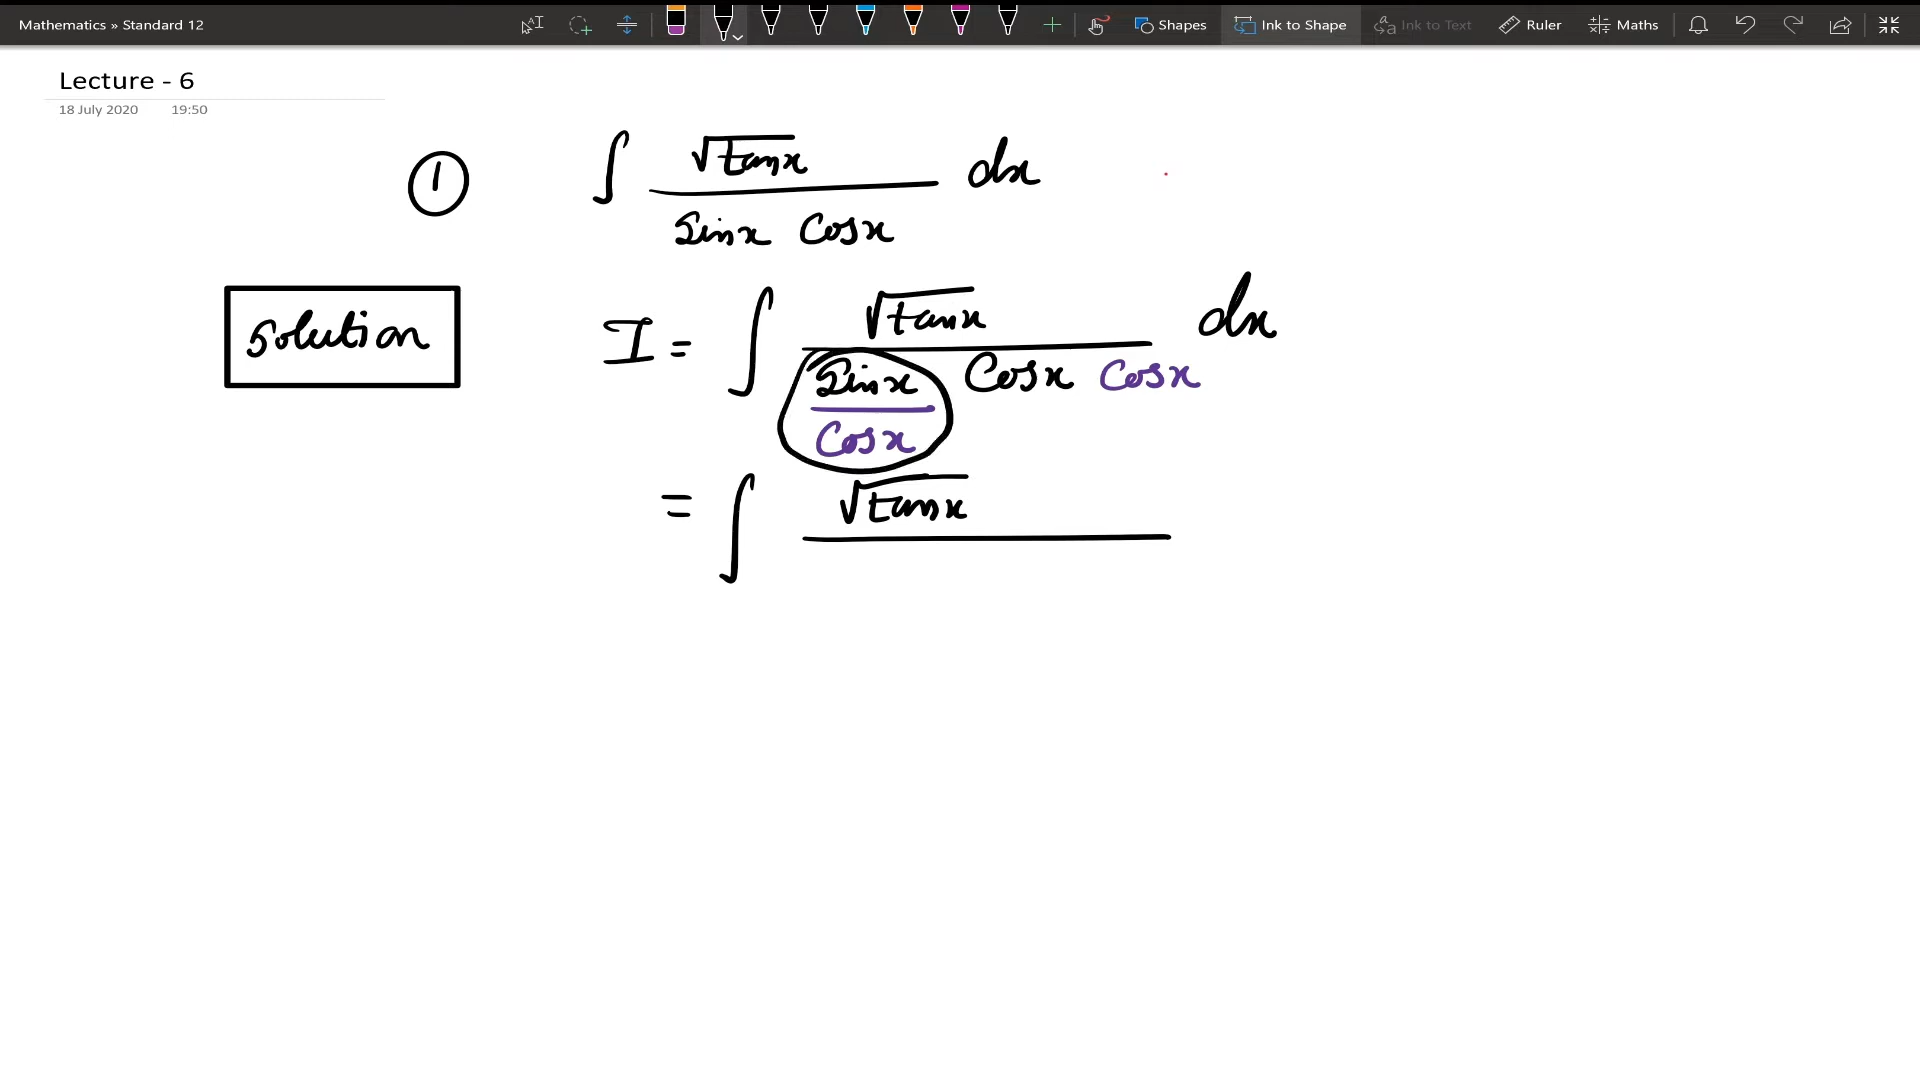 Mathematics » Standard 12
Shapes Ink to Shape Ink to Text Ruler Maths
Lecture - 6
18 July 2020 19:50
① ∫ √tanx / Sinx Cosx dx
Solution I = ∫ √tanx / (Sinx / Cosx) Cosx Cosx dx
= ∫ √tanx